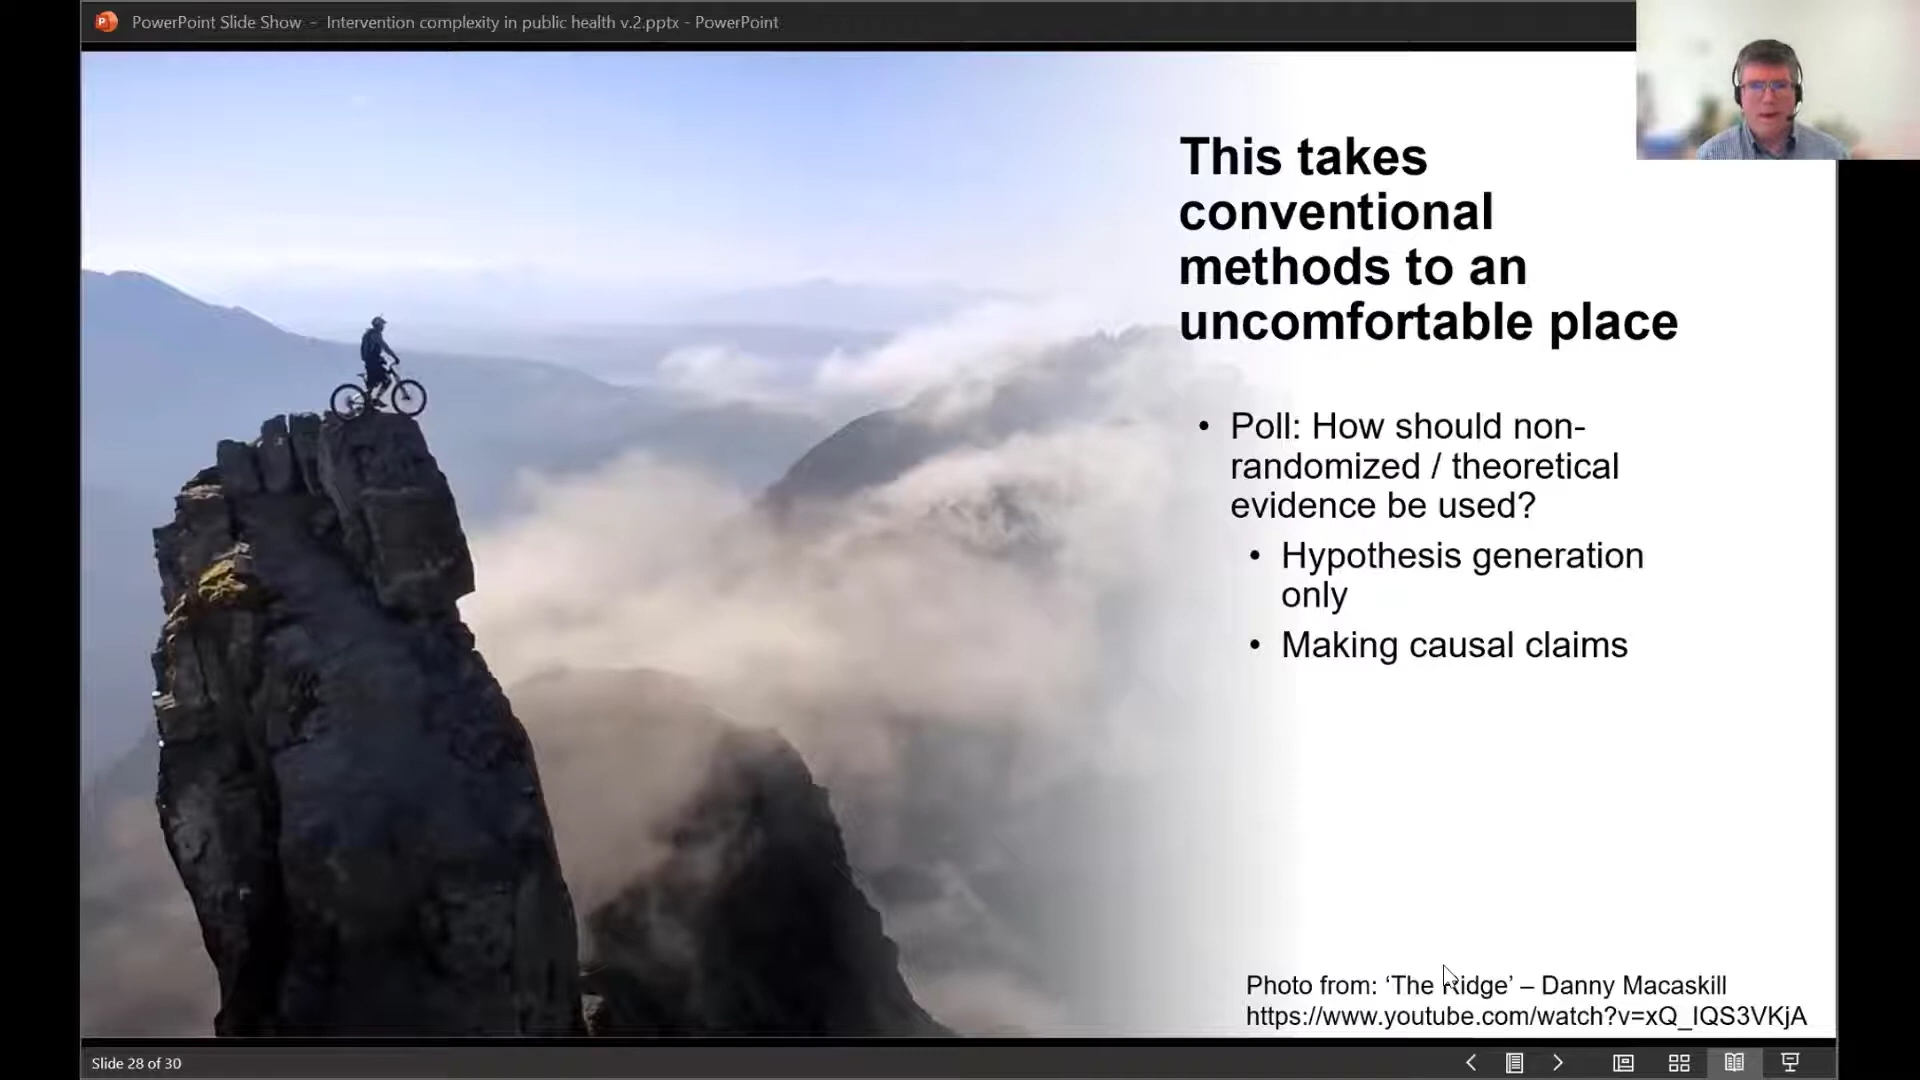 PowerPoint Slide Show – Intervention complexity in public health v.2.pptx - PowerPoint
This takes
conventional
methods to an
uncomfortable place
• Poll: How should non-
randomized / theoretical
evidence be used?
• Hypothesis generation
only
• Making causal claims
Photo from: ‘The Ridge’ – Danny Macaskill
https://www.youtube.com/watch?v=xQ_IQS3VKjA
Slide 28 of 30